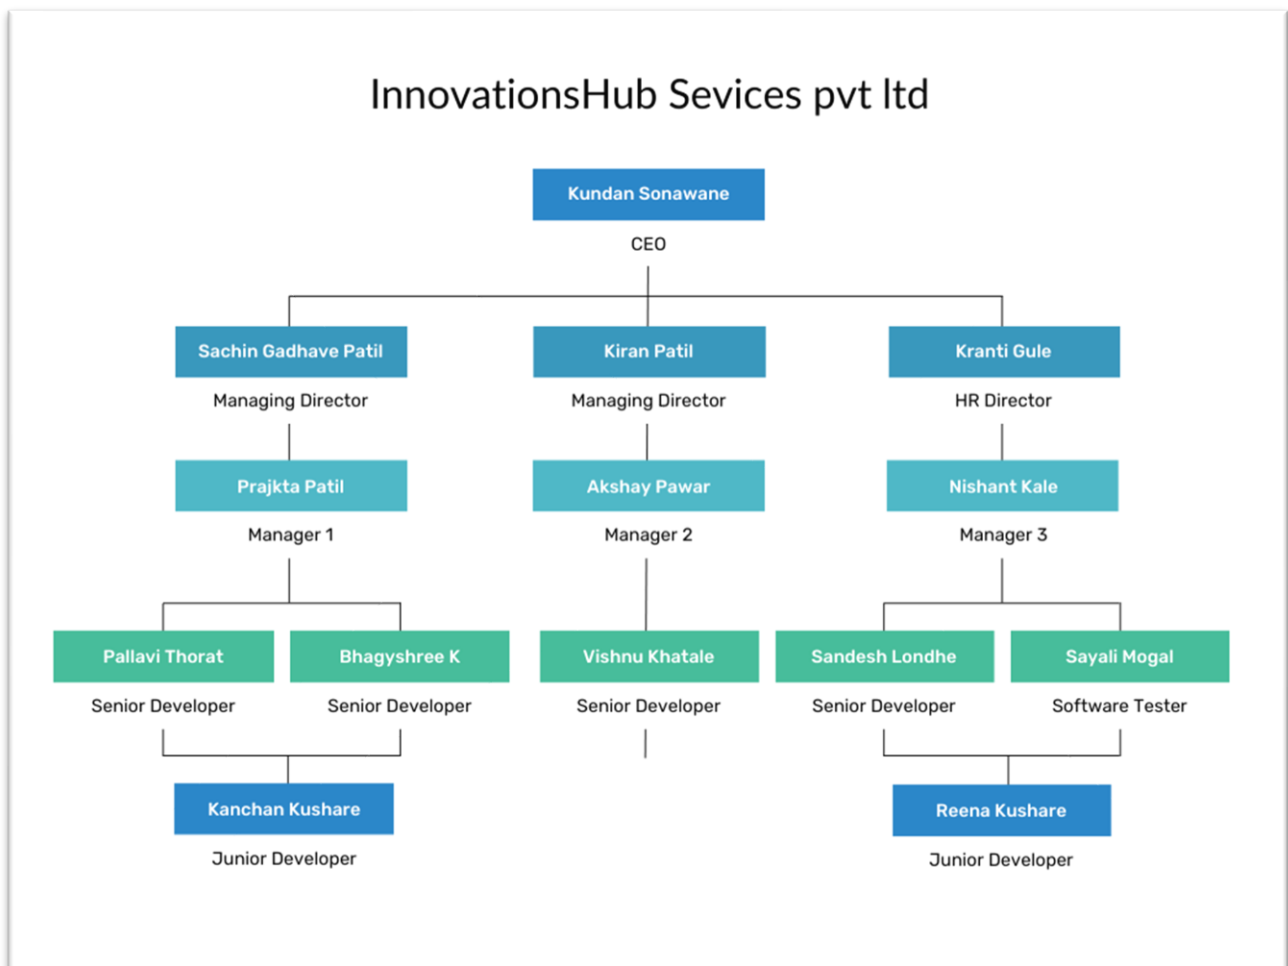 InnovationsHub Sevices pvt ltd
Kundan Sonawane
CEO
Sachin Gadhave Patil
Kiran Patil
Kranti Gule
Managing Director
Managing Director
HR Director
Prajkta Patil
Akshay Pawar
Nishant Kale
Manager 1
Manager 2
Manager 3
Pallavi Thorat
Bhagyshree K
Vishnu Khatale
Sandesh Londhe
Sayali Mogal
Senior Developer
Senior Developer
Senior Developer
Senior Developer
Software Tester
Kanchan Kushare
Reena Kushare
Junior Developer
Junior Developer